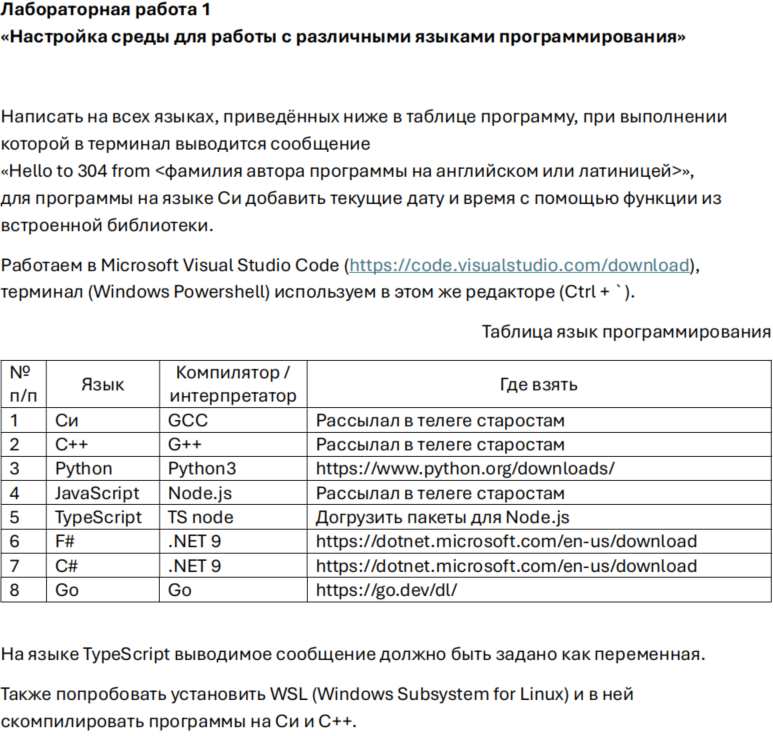 Лабораторная работа 1
«Настройка среды для работы с различными языками программирования»
Написать на всех языках, приведённых ниже в таблице программу, при выполнении
которой в терминал выводится сообщение
«Hello to 304 from <фамилия автора программы на английском или латиницей>»,
для программы на языке Си добавить текущие дату и время с помощью функции из
встроенной библиотеки.
Работаем в Microsoft Visual Studio Code (https://code.visualstudio.com/download),
терминал (Windows Powershell) используем в этом же редакторе (Ctrl + `).
Таблица язык программирования
№ п/п Язык Компилятор / интерпретатор Где взять
1 Си GCC Рассылал в телеге старостам
2 C++ G++ Рассылал в телеге старостам
3 Python Python3 https://www.python.org/downloads/
4 JavaScript Node.js Рассылал в телеге старостам
5 TypeScript TS node Догрузить пакеты для Node.js
6 F# .NET 9 https://dotnet.microsoft.com/en-us/download
7 C# .NET 9 https://dotnet.microsoft.com/en-us/download
8 Go Go https://go.dev/dl/
На языке TypeScript выводимое сообщение должно быть задано как переменная.
Также попробовать установить WSL (Windows Subsystem for Linux) и в ней
скомпилировать программы на Си и C++.